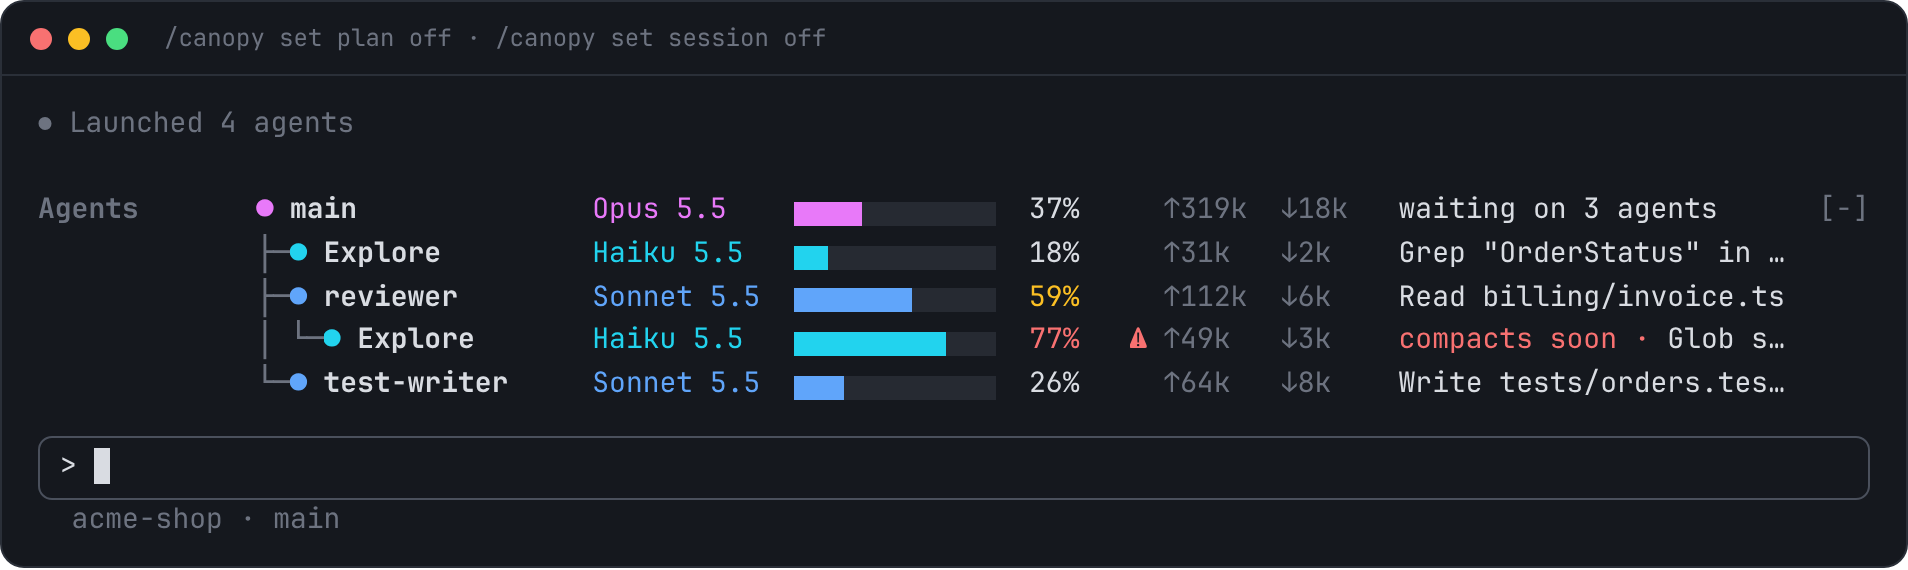 /canopy set plan off · /canopy set session off
● Launched 4 agents
Agents ● main Opus 5.5 37% ↑319k ↓18k waiting on 3 agents [-]
├─● Explore Haiku 5.5 18% ↑31k ↓2k Grep "OrderStatus" in …
├─● reviewer Sonnet 5.5 59% ↑112k ↓6k Read billing/invoice.ts
│ └─● Explore Haiku 5.5 77% ⚠ ↑49k ↓3k compacts soon · Glob s…
└─● test-writer Sonnet 5.5 26% ↑64k ↓8k Write tests/orders.tes…
>
acme-shop · main